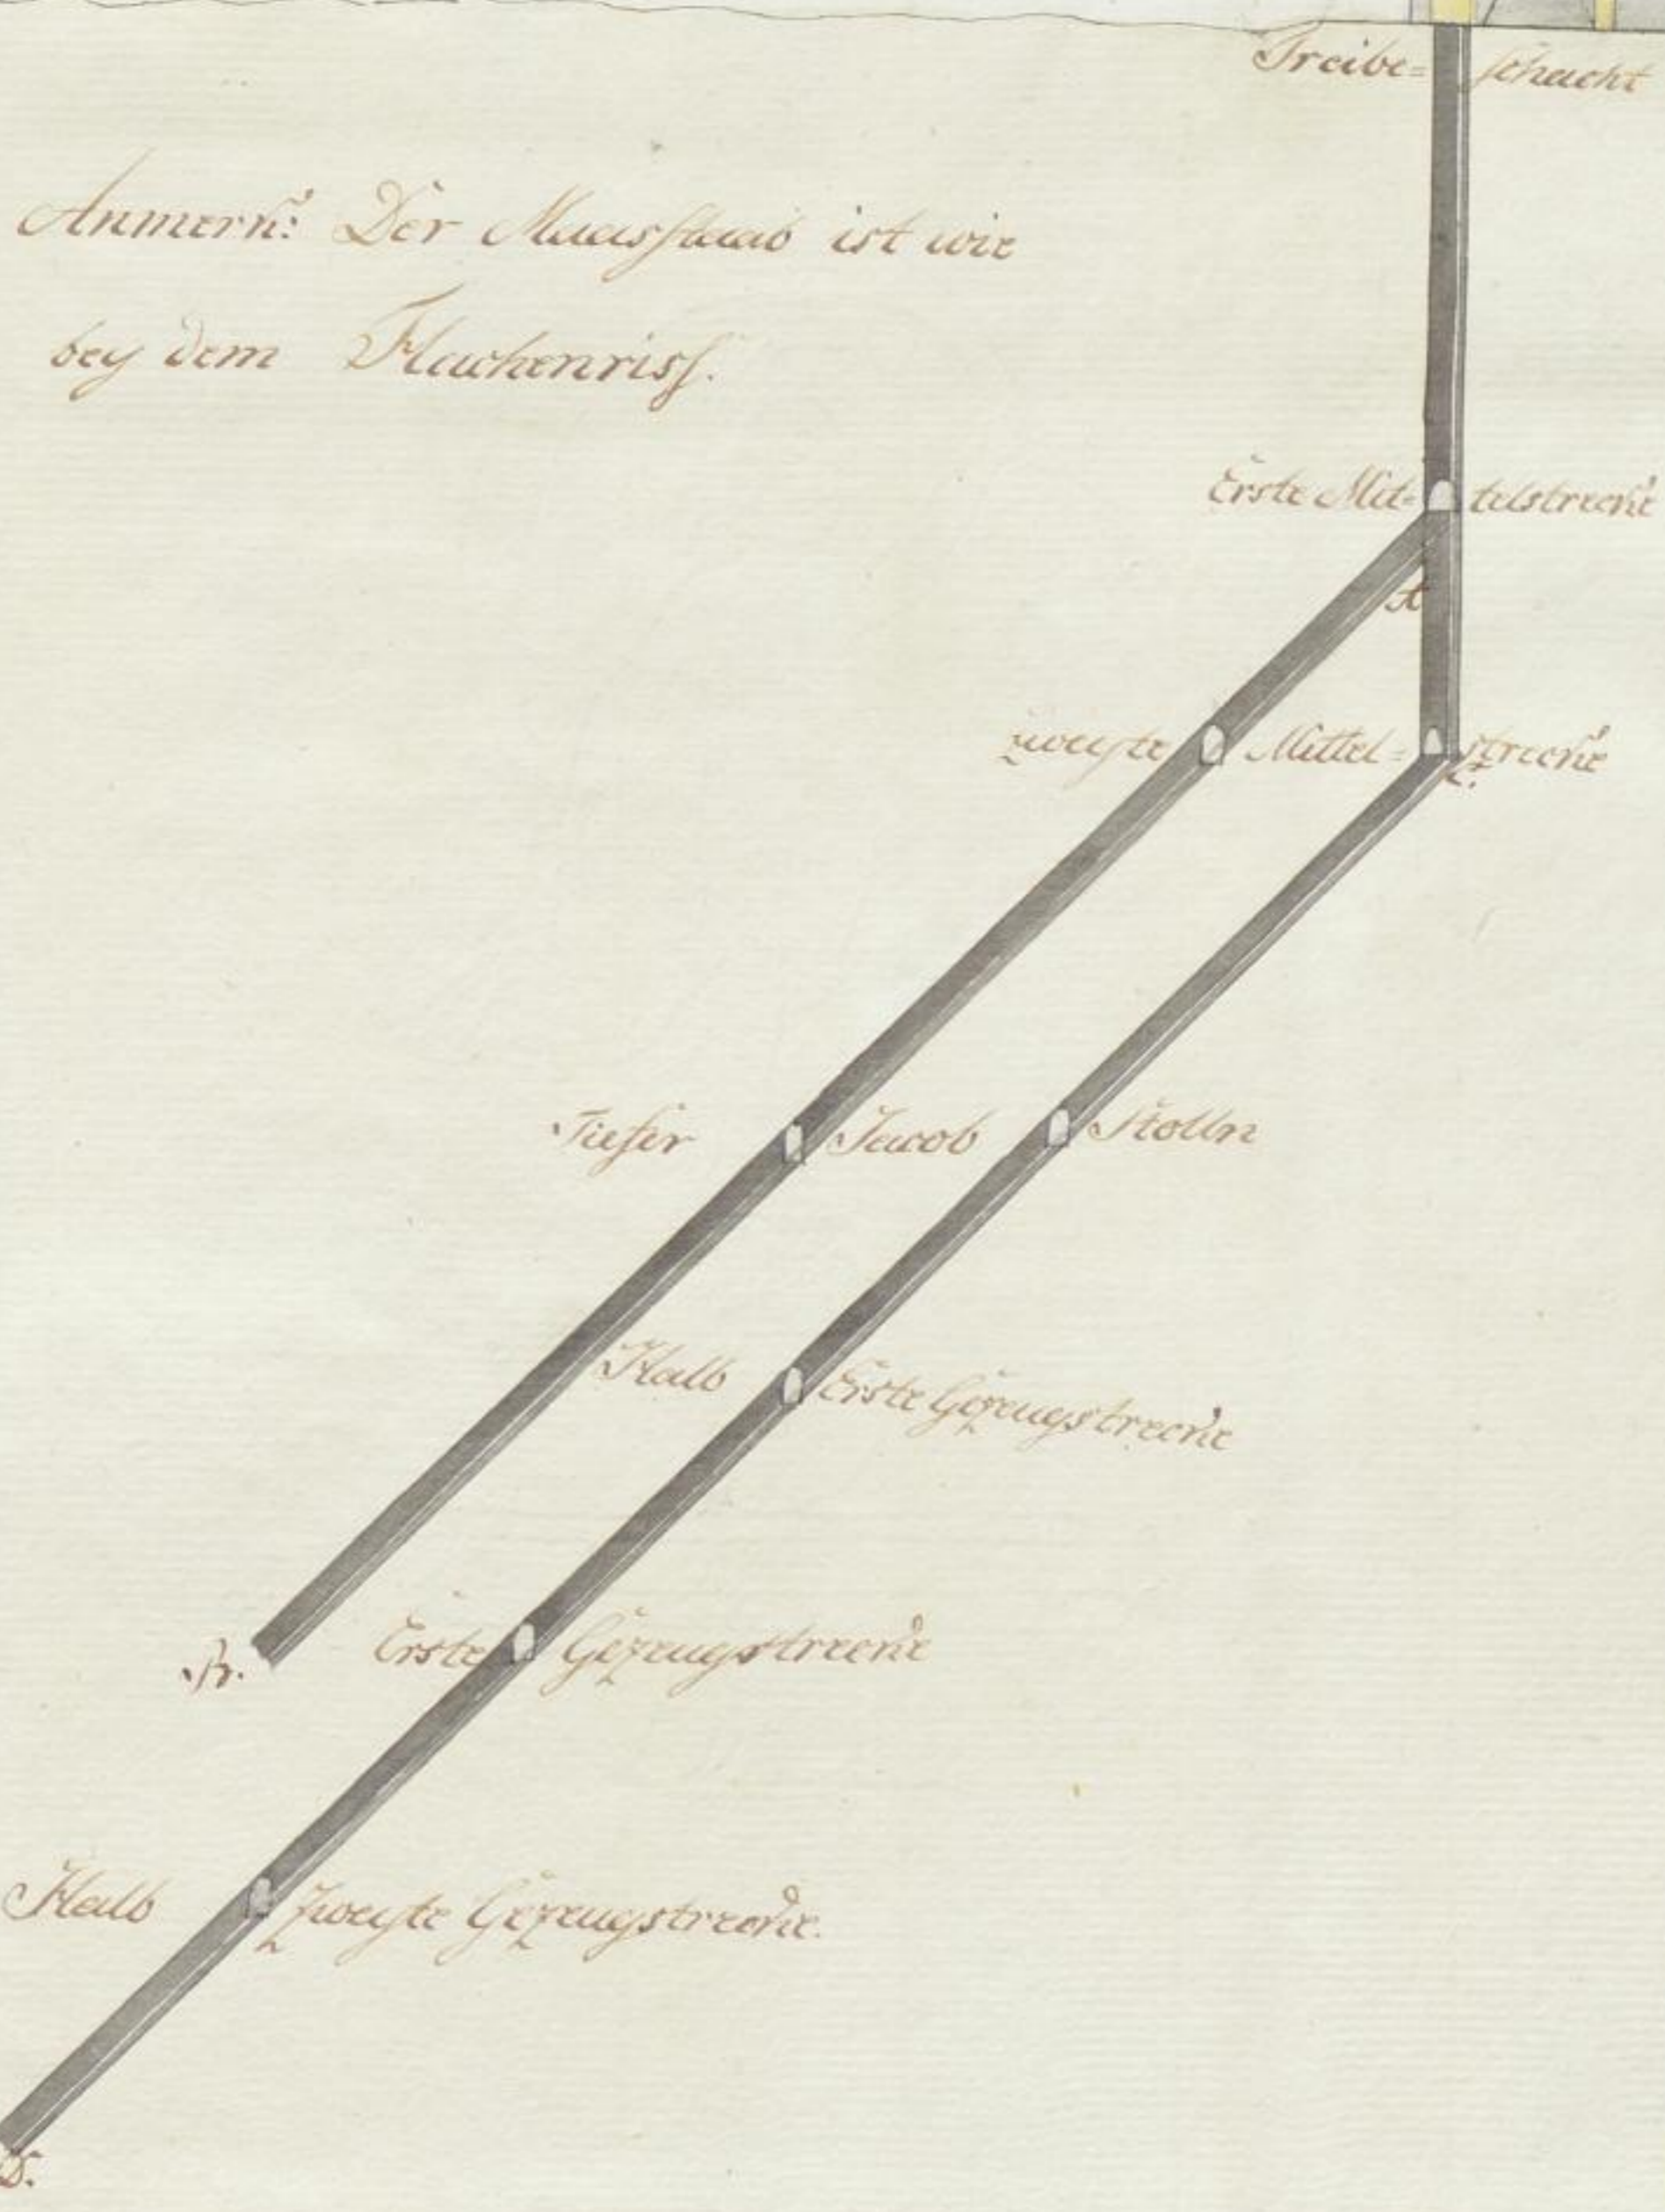 Treibe= schacht
Anmerk: Der Maasstaab ist wie
bey dem Flachenriss.
Erste Mit= telstrecke
A
zweyte Mittel= strecke
C.
Tiefer Jacob Stolln
Halb Erste Gezeugstrecke
B. Erste Gezeugstrecke
Halb Zweyte Gezeugstrecke.
D.